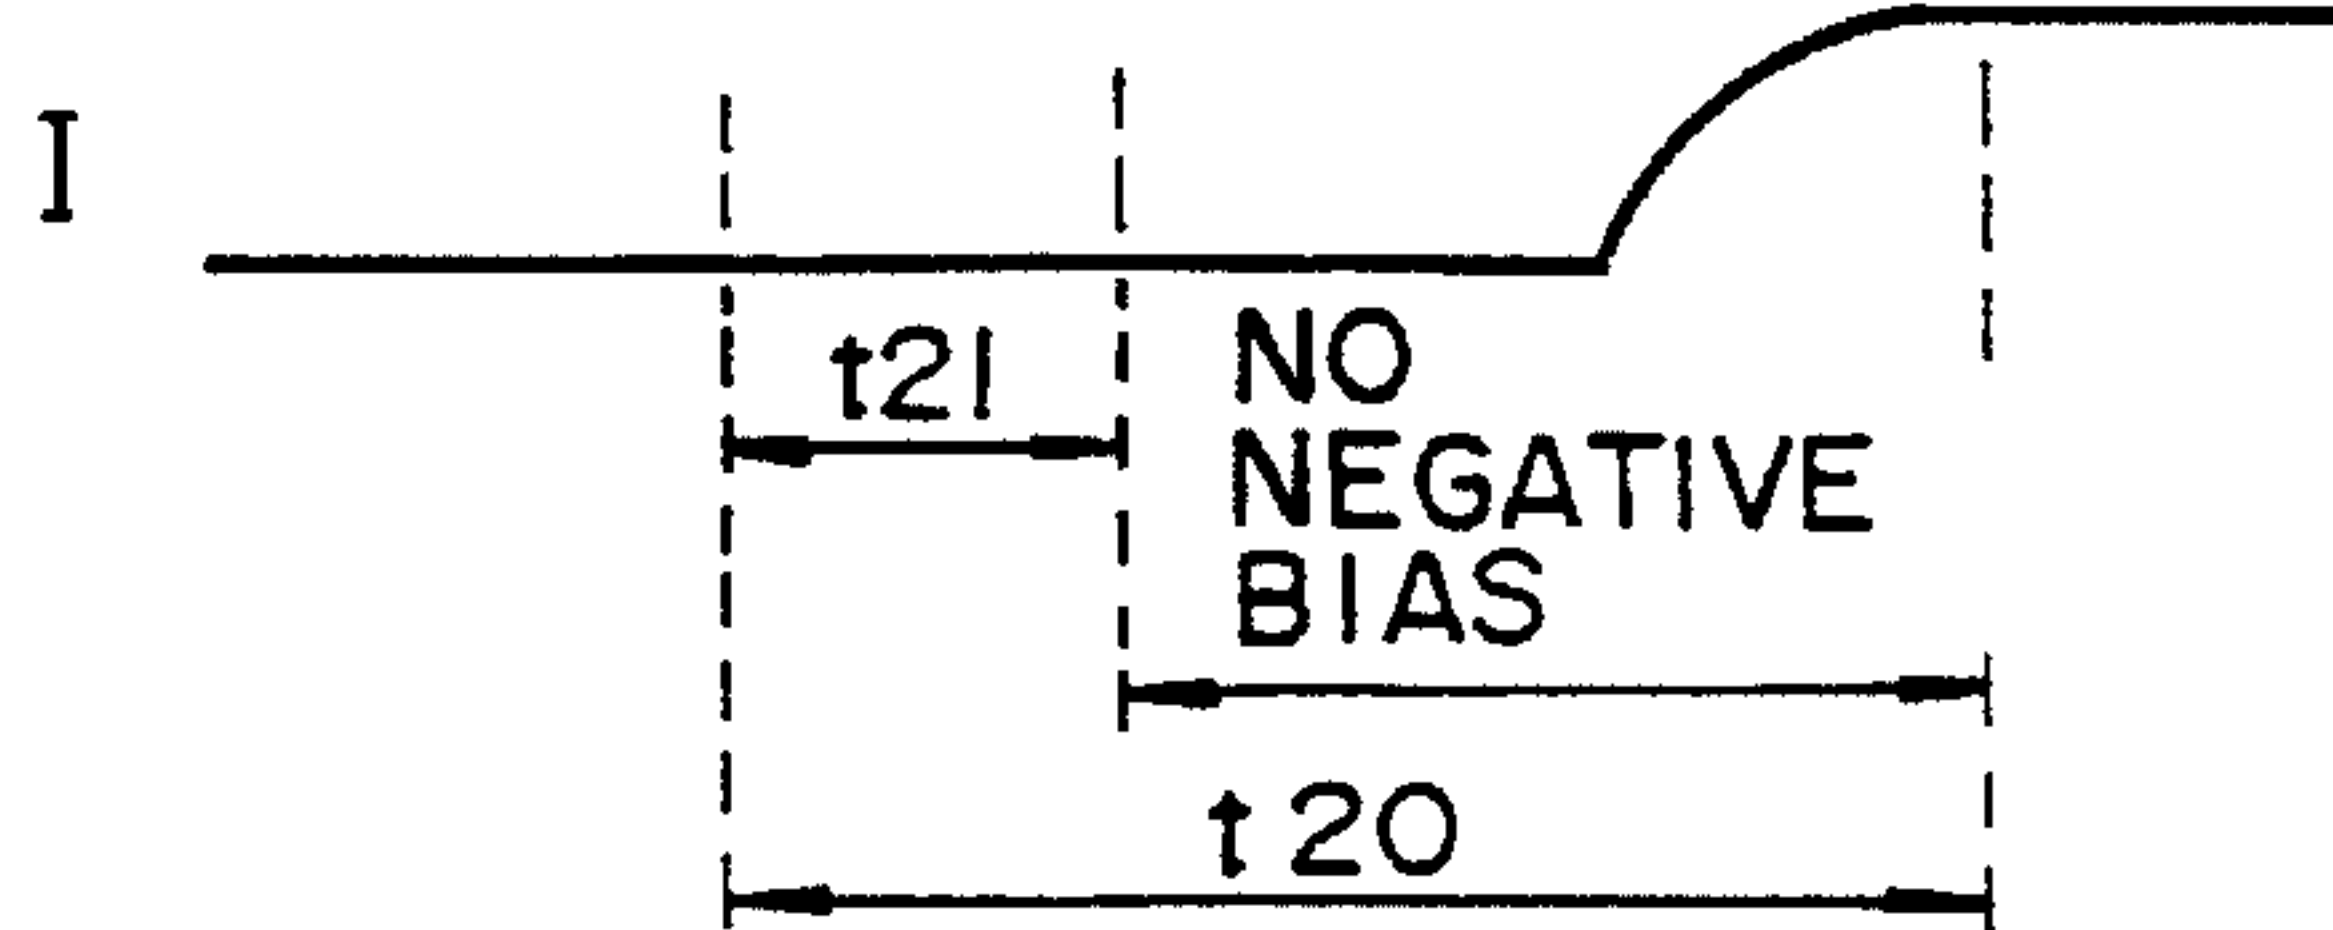 I
t21
NO
NEGATIVE
BIAS
t20